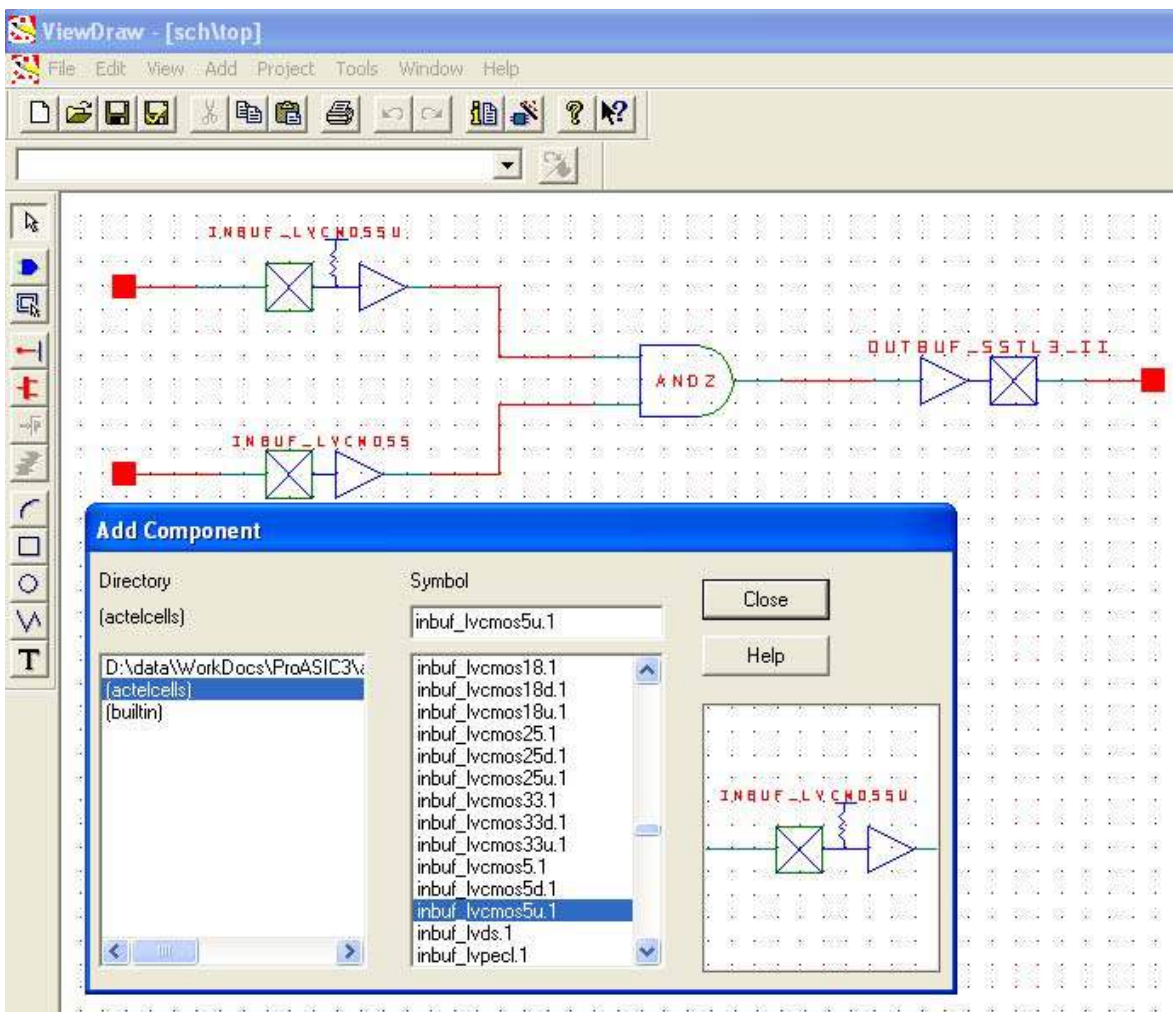 ViewDraw - [sch\top]
File Edit View Add Project Tools Window Help
INBUF_LVCMOS5U
OUTBUF_SSTL3_II
AND2
INBUF_LVCMOS5
T
Add Component
Directory
Symbol
Close
(actelcells)
inbuf_lvcmos5u.1
Help
D:\data\WorkDocs\ProASIC3\
(actelcells)
(builtin)
inbuf_lvcmos18.1
inbuf_lvcmos18d.1
inbuf_lvcmos18u.1
inbuf_lvcmos25.1
inbuf_lvcmos25d.1
inbuf_lvcmos25u.1
inbuf_lvcmos33.1
inbuf_lvcmos33d.1
inbuf_lvcmos33u.1
inbuf_lvcmos5.1
inbuf_lvcmos5d.1
inbuf_lvcmos5u.1
inbuf_lvds.1
inbuf_lvpecl.1
INBUF_LVCMOS5U